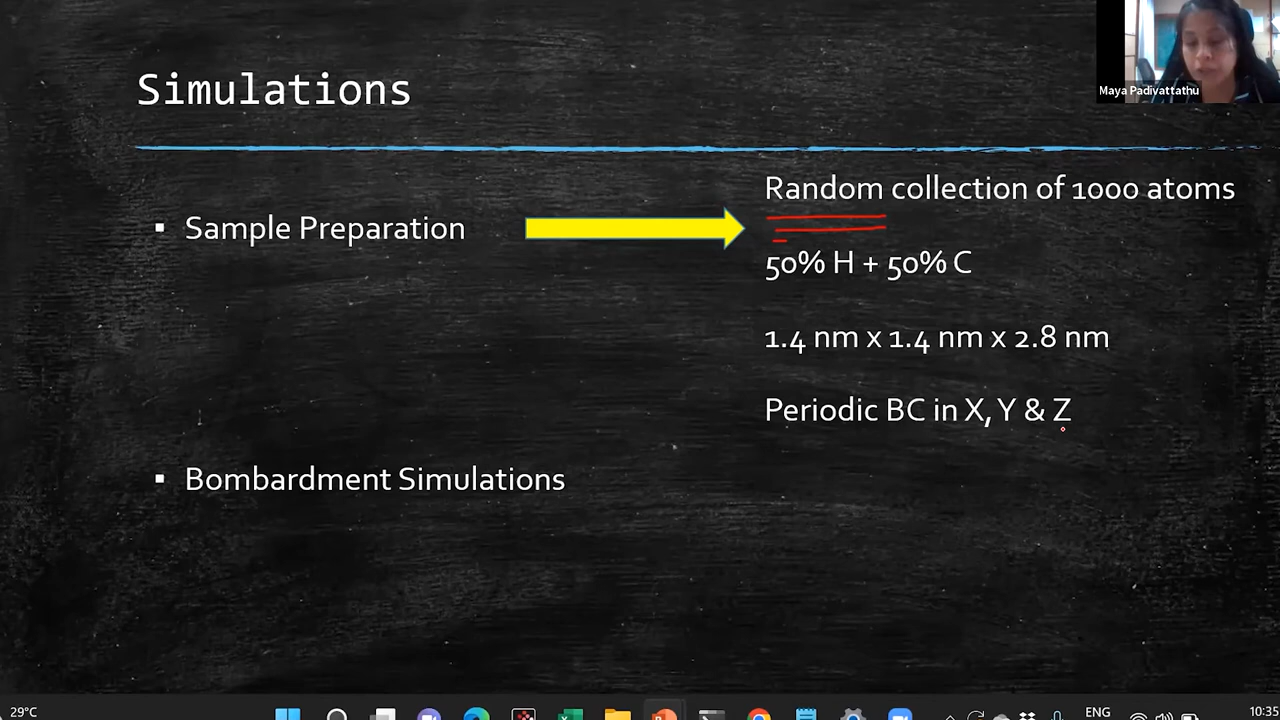 Simulations
Maya Padivattathu
Random collection of 1000 atoms
▪ Sample Preparation
50% H + 50% C
1.4 nm x 1.4 nm x 2.8 nm
Periodic BC in X, Y & Z
▪ Bombardment Simulations
29°C
ENG
10:35